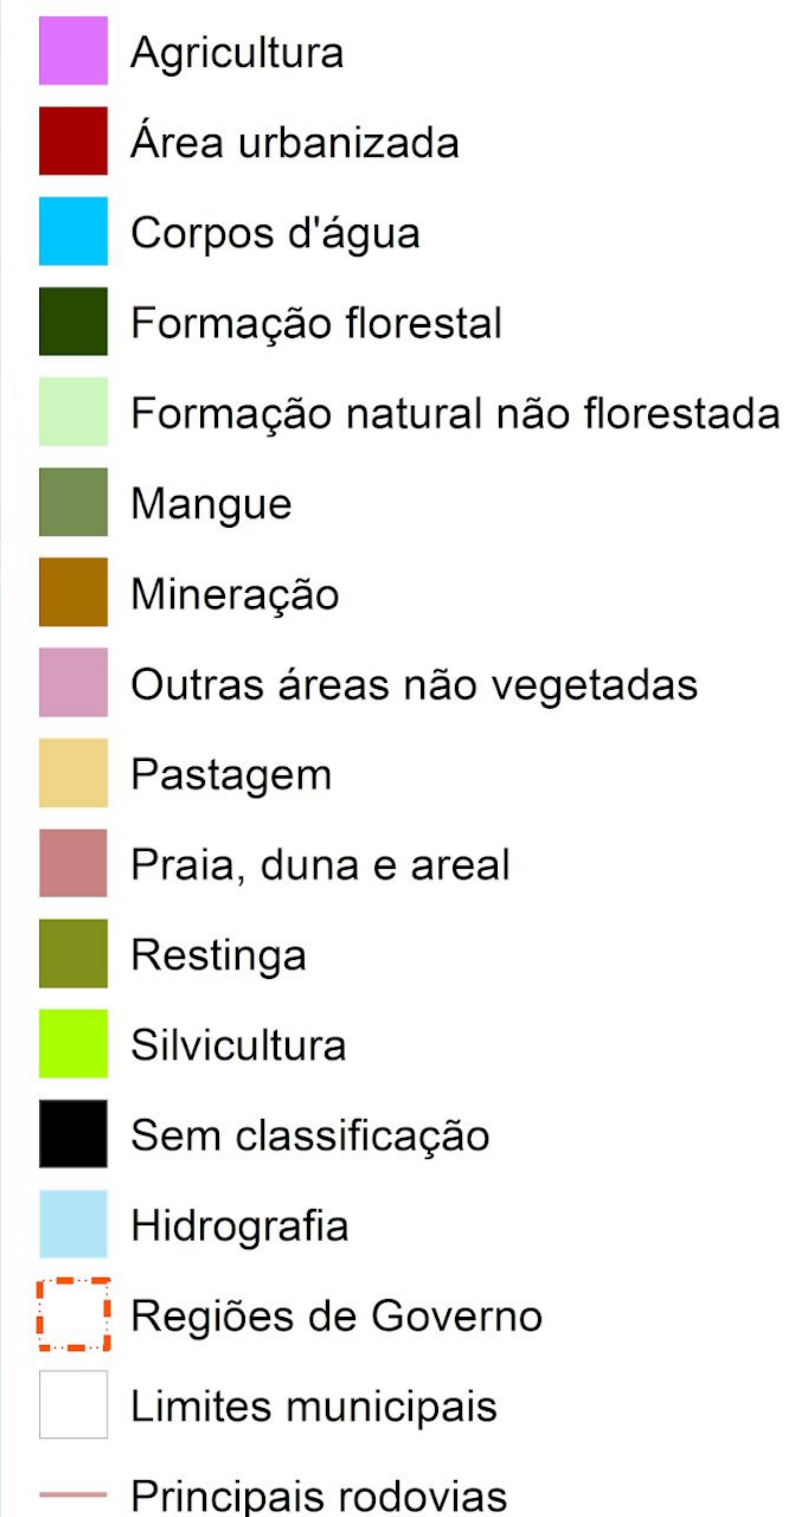 Agricultura
Área urbanizada
Corpos d'água
Formação florestal
Formação natural não florestada
Mangue
Mineração
Outras áreas não vegetadas
Pastagem
Praia, duna e areal
Restinga
Silvicultura
Sem classificação
Hidrografia
Regiões de Governo
Limites municipais
Principais rodovias